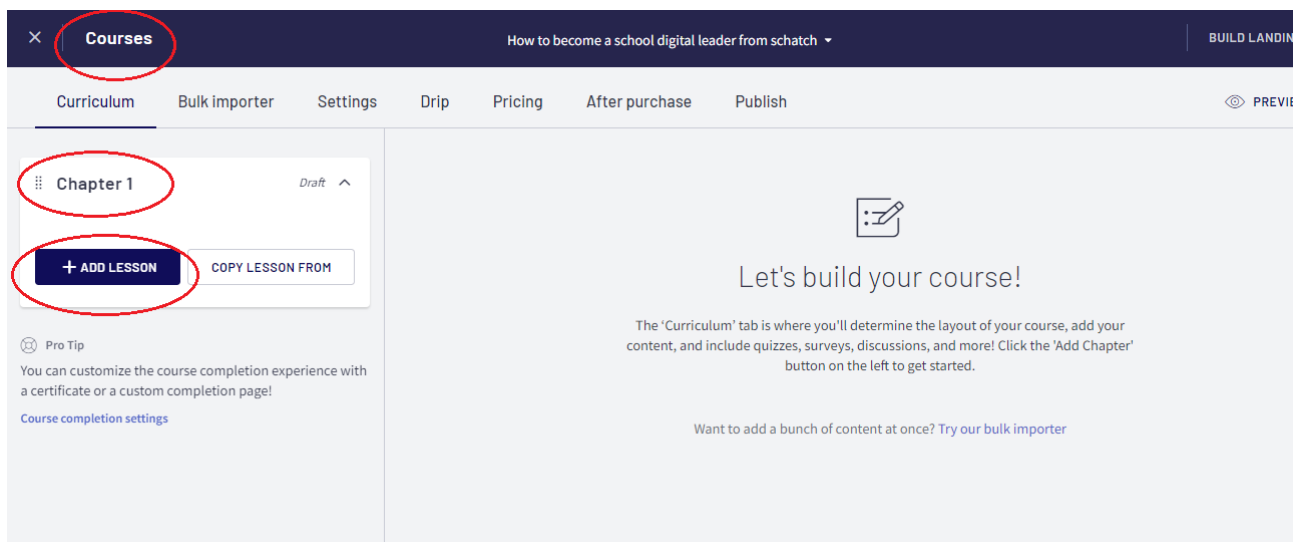 Courses
How to become a school digital leader from schatch
BUILD LANDIN
Curriculum
Bulk importer
Settings
Drip
Pricing
After purchase
Publish
PREVIE
Chapter 1
Draft
+ ADD LESSON
COPY LESSON FROM
Pro Tip
You can customize the course completion experience with
a certificate or a custom completion page!
Course completion settings
Let's build your course!
The ‘Curriculum’ tab is where you'll determine the layout of your course, add your
content, and include quizzes, surveys, discussions, and more! Click the 'Add Chapter'
button on the left to get started.
Want to add a bunch of content at once? Try our bulk importer